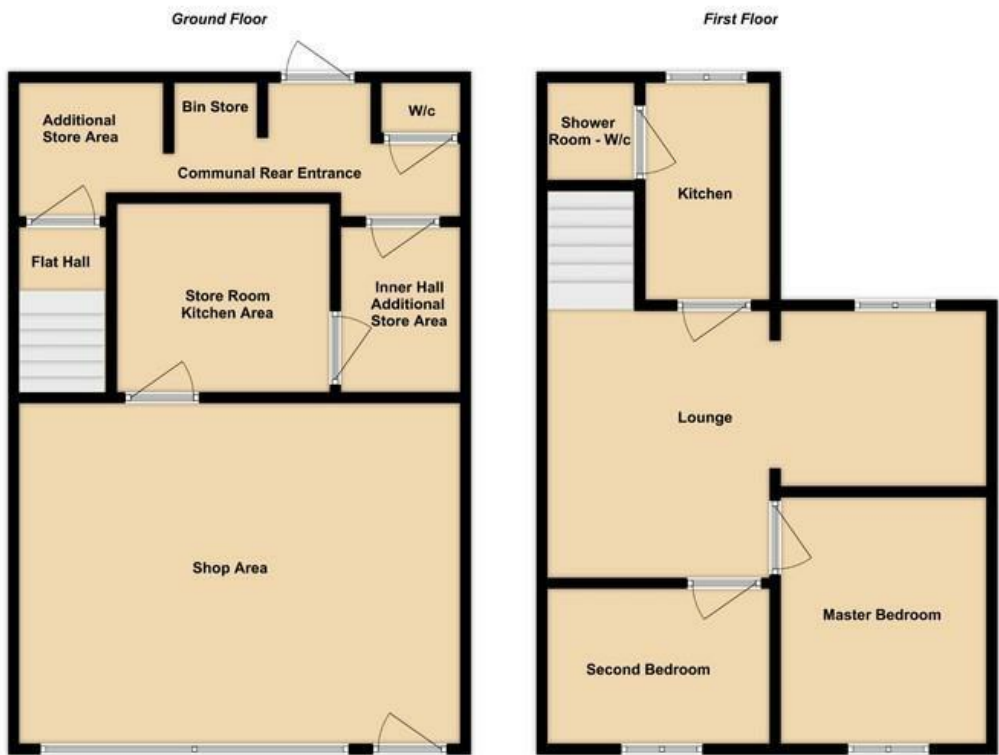 Ground Floor
Additional
Store Area
Bin Store
W/c
Communal Rear Entrance
Flat Hall
Store Room
Kitchen Area
Inner Hall
Additional
Store Area
Shop Area
First Floor
Shower
Room - W/c
Kitchen
Lounge
Master Bedroom
Second Bedroom